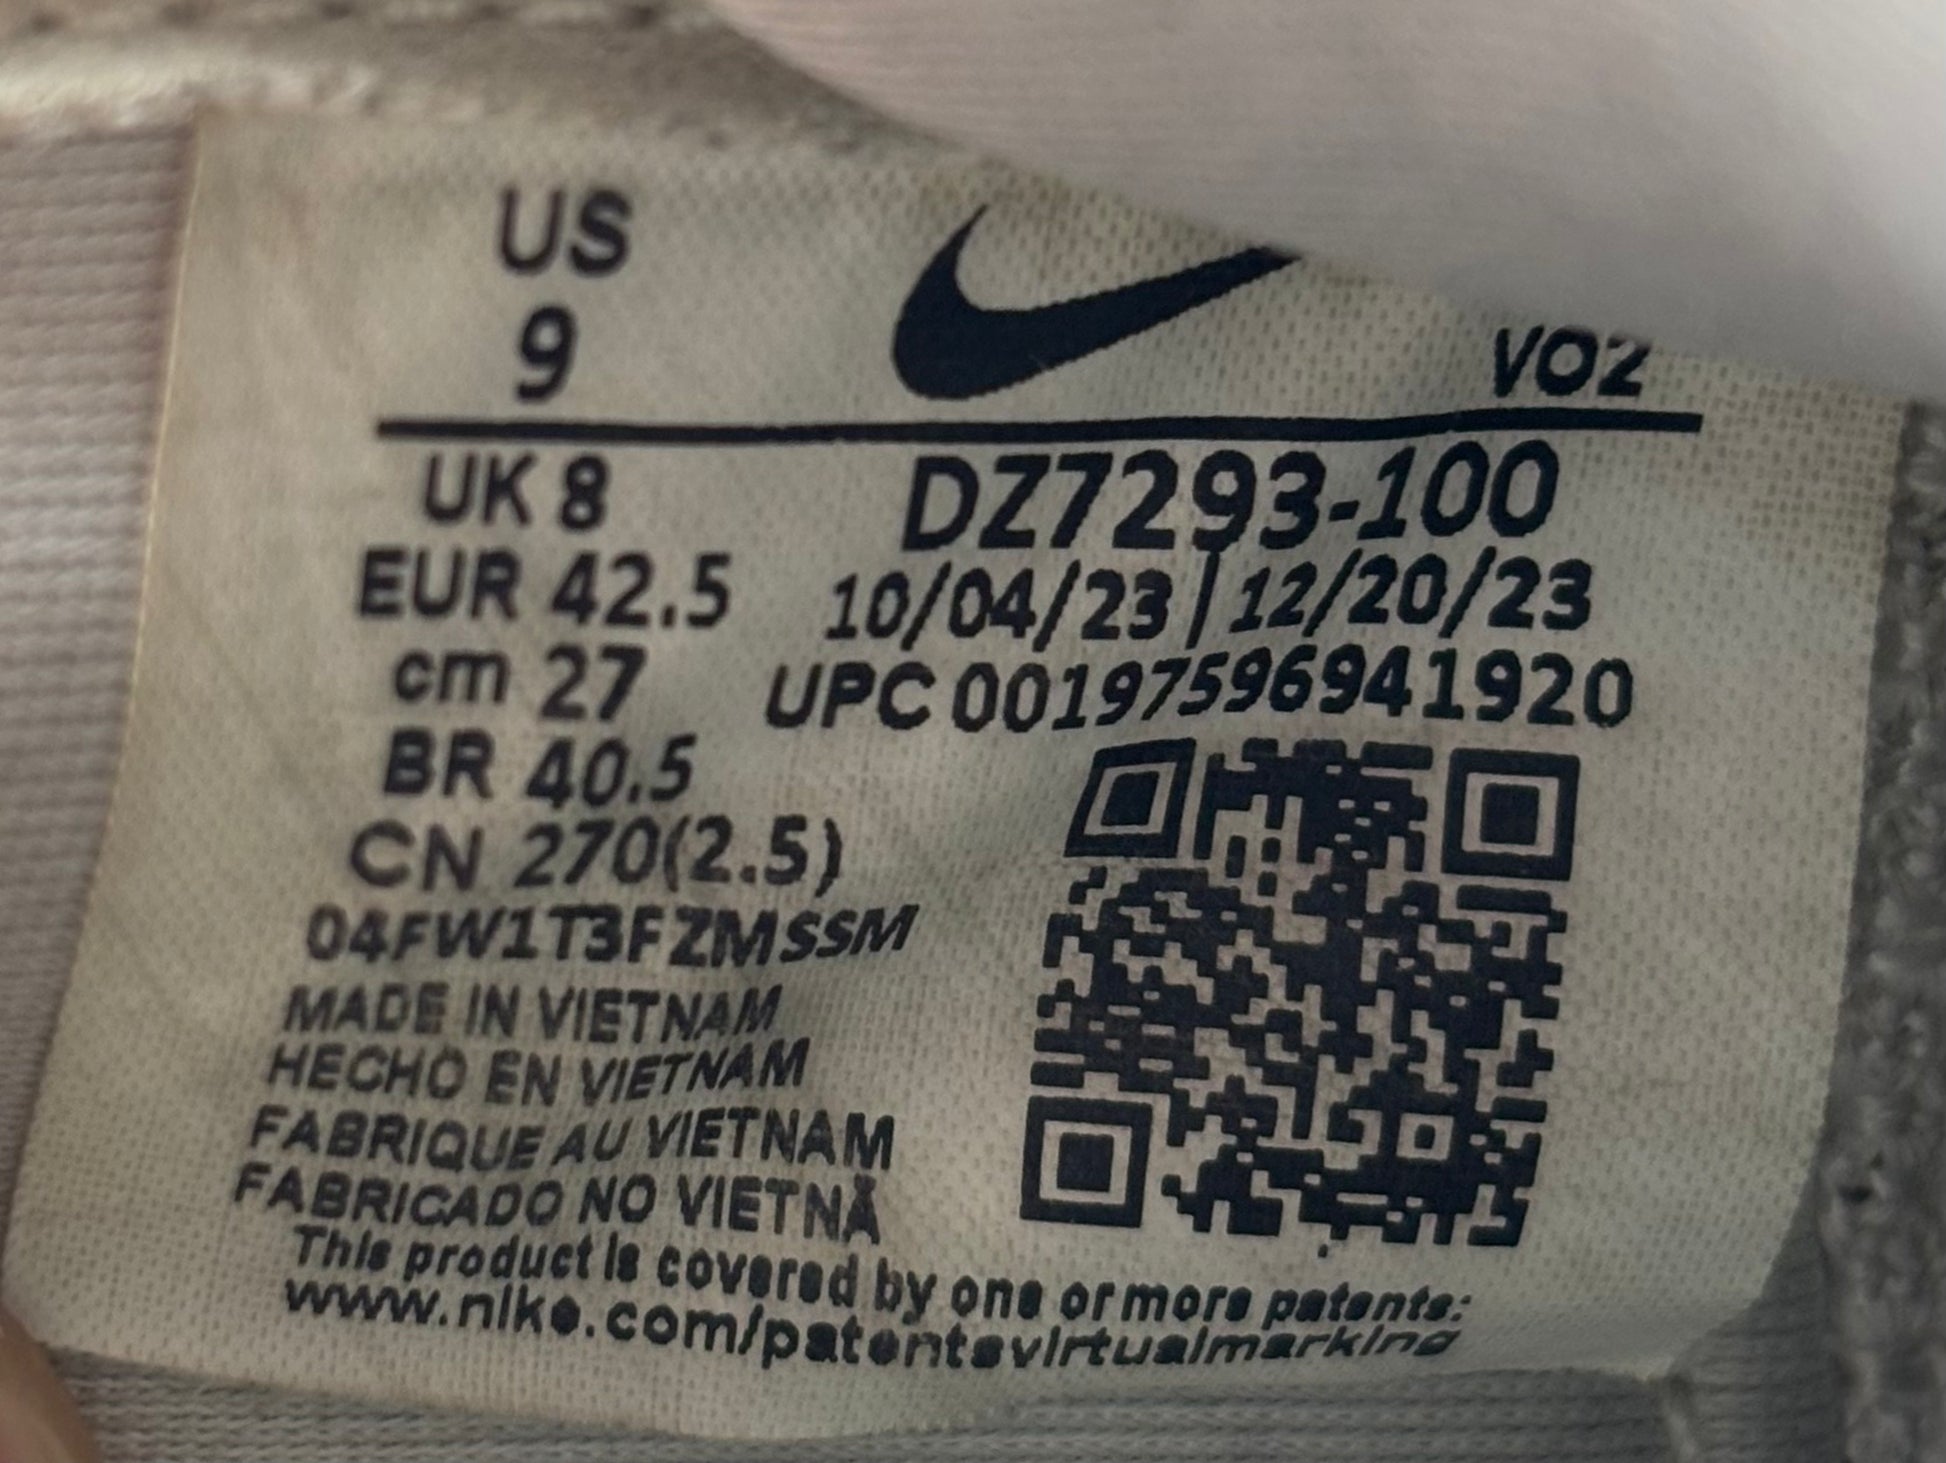 US
9
VO2
UK 8
DZ7293-100
EUR 42.5
10/04/23 | 12/20/23
cm 27
UPC 00197596941920
BR 40.5
CN 270(2.5)
04FW1T3FZMSSM
MADE IN VIETNAM
HECHO EN VIETNAM
FABRIQUE AU VIETNAM
FABRICADO NO VIETNÃ
This product is covered by one or more patents:
www.nike.com/patentsvirtualmarking